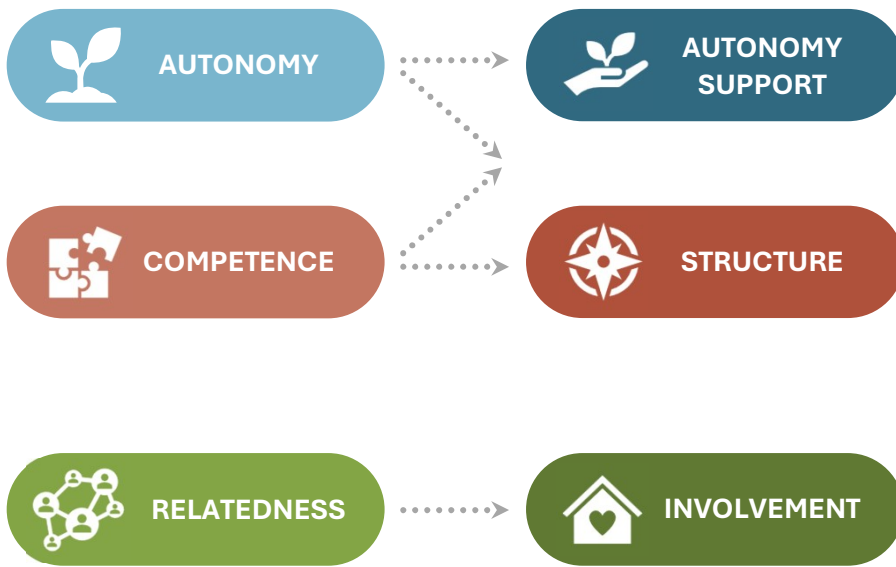 AUTONOMY
AUTONOMY
SUPPORT
COMPETENCE
STRUCTURE
RELATEDNESS
INVOLVEMENT